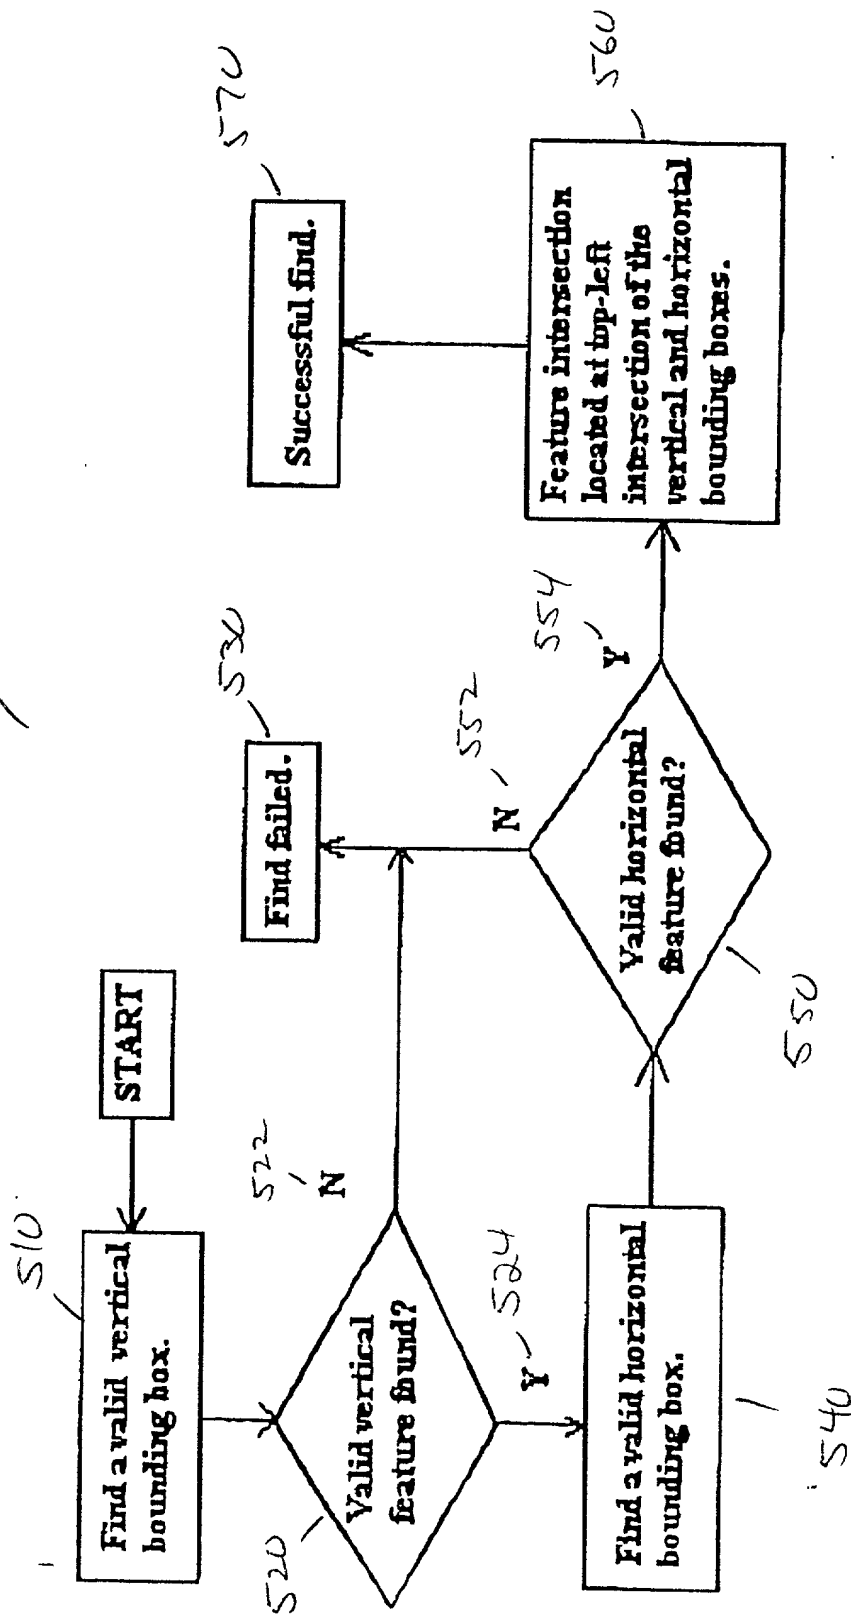 START
510
Find a valid vertical
bounding box.
520
Valid vertical
feature found?
522
N
524
Y
530
Find failed.
540
Find a valid horizontal
bounding box.
550
Valid horizontal
feature found?
552
N
554
Y
560
Feature intersection
located at top-left
intersection of the
vertical and horizontal
bounding boxes.
570
Successful find.